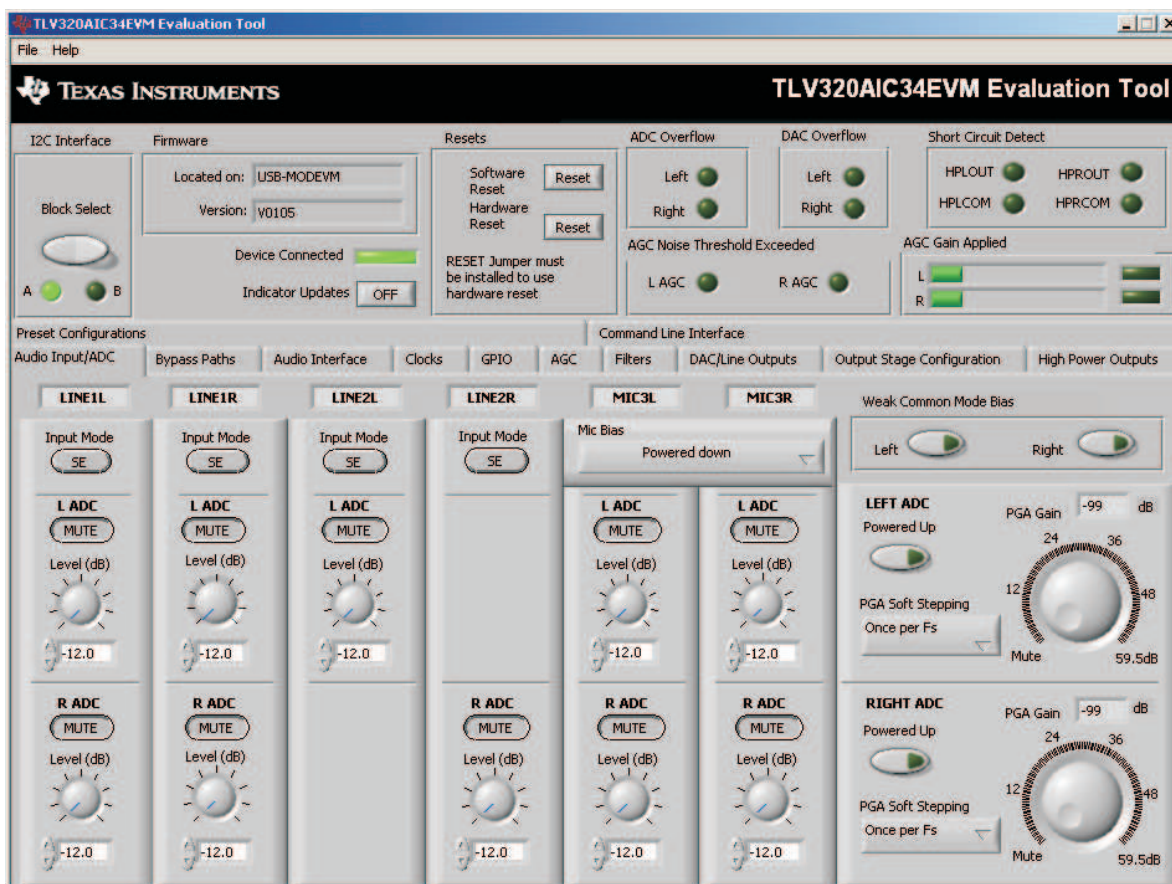 TLV320AIC34EVM Evaluation Tool
File Help
TEXAS INSTRUMENTS
TLV320AIC34EVM Evaluation Tool
I2C Interface
Block Select
A B
Firmware
Located on: USB-MODEVM
Version: V0105
Device Connected
Indicator Updates OFF
Resets
Software Reset Reset
Hardware Reset Reset
RESET Jumper must
be installed to use
hardware reset
ADC Overflow
Left
Right
DAC Overflow
Left
Right
Short Circuit Detect
HPLOUT HPROUT
HPLCOM HPRCOM
AGC Noise Threshold Exceeded
L AGC R AGC
AGC Gain Applied
L
R
Preset Configurations Command Line Interface
Audio Input/ADC Bypass Paths Audio Interface Clocks GPIO AGC Filters DAC/Line Outputs Output Stage Configuration High Power Outputs
LINE1L LINE1R LINE2L LINE2R MIC3L MIC3R
Input Mode Input Mode Input Mode Input Mode
SE SE SE SE
Mic Bias
Powered down
Weak Common Mode Bias
Left Right
L ADC L ADC L ADC L ADC L ADC
MUTE MUTE MUTE MUTE MUTE
Level (dB) Level (dB) Level (dB) Level (dB) Level (dB)
-12.0 -12.0 -12.0 -12.0 -12.0
LEFT ADC
Powered Up
PGA Soft Stepping
Once per Fs
PGA Gain -99 dB
24 36
12 48
Mute 59.5dB
R ADC R ADC R ADC R ADC R ADC
MUTE MUTE MUTE MUTE MUTE
Level (dB) Level (dB) Level (dB) Level (dB) Level (dB)
-12.0 -12.0 -12.0 -12.0 -12.0
RIGHT ADC
Powered Up
PGA Soft Stepping
Once per Fs
PGA Gain -99 dB
24 36
12 48
Mute 59.5dB